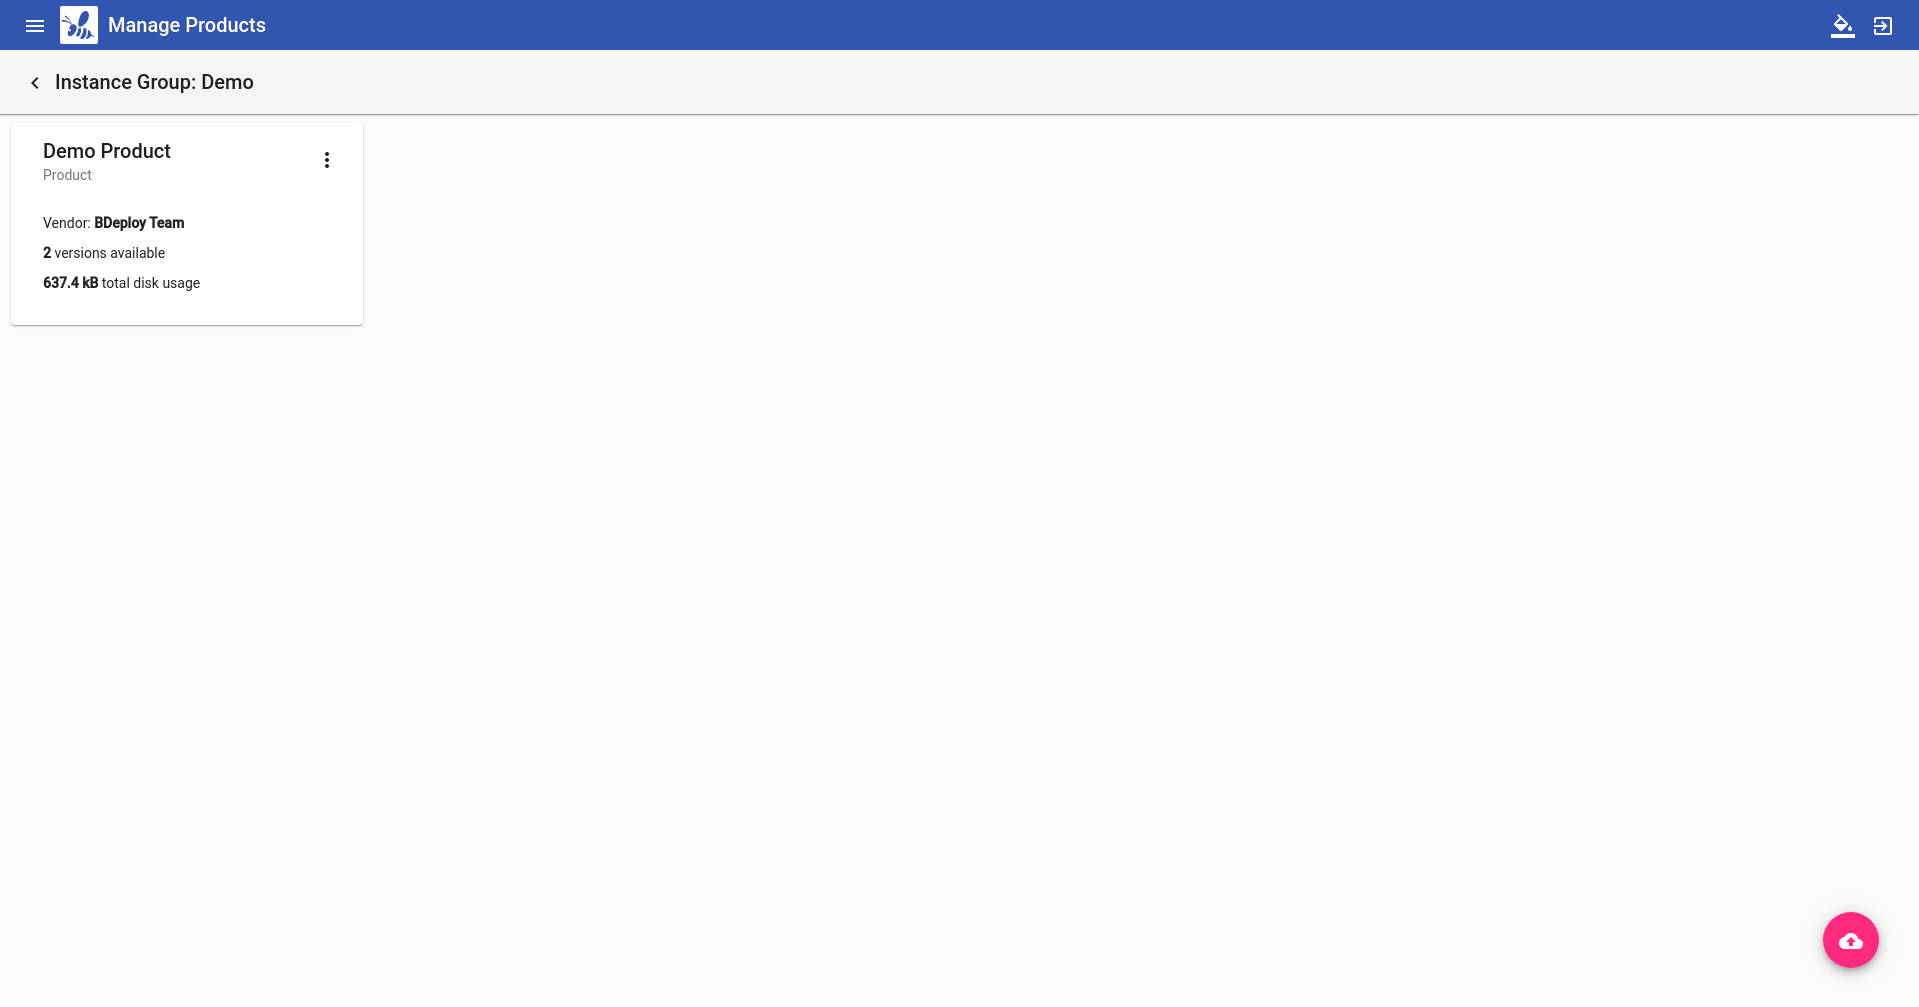 Manage Products
Instance Group: Demo
Demo Product
Product
Vendor: BDeploy Team
2 versions available
637.4 kB total disk usage